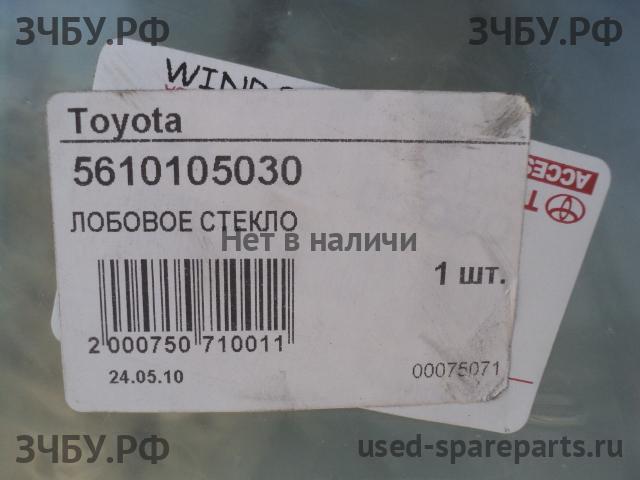 ЗЧБУ.РФ
ЗЧБУ.РФ
WIND
Toyota
5610105030
ЛОБОВОЕ СТЕКЛО
Нет в наличи
1 шт.
2 000750 710011
24.05.10
00075071
ACCES
T
ЗЧБУ.РФ
used-spareparts.ru